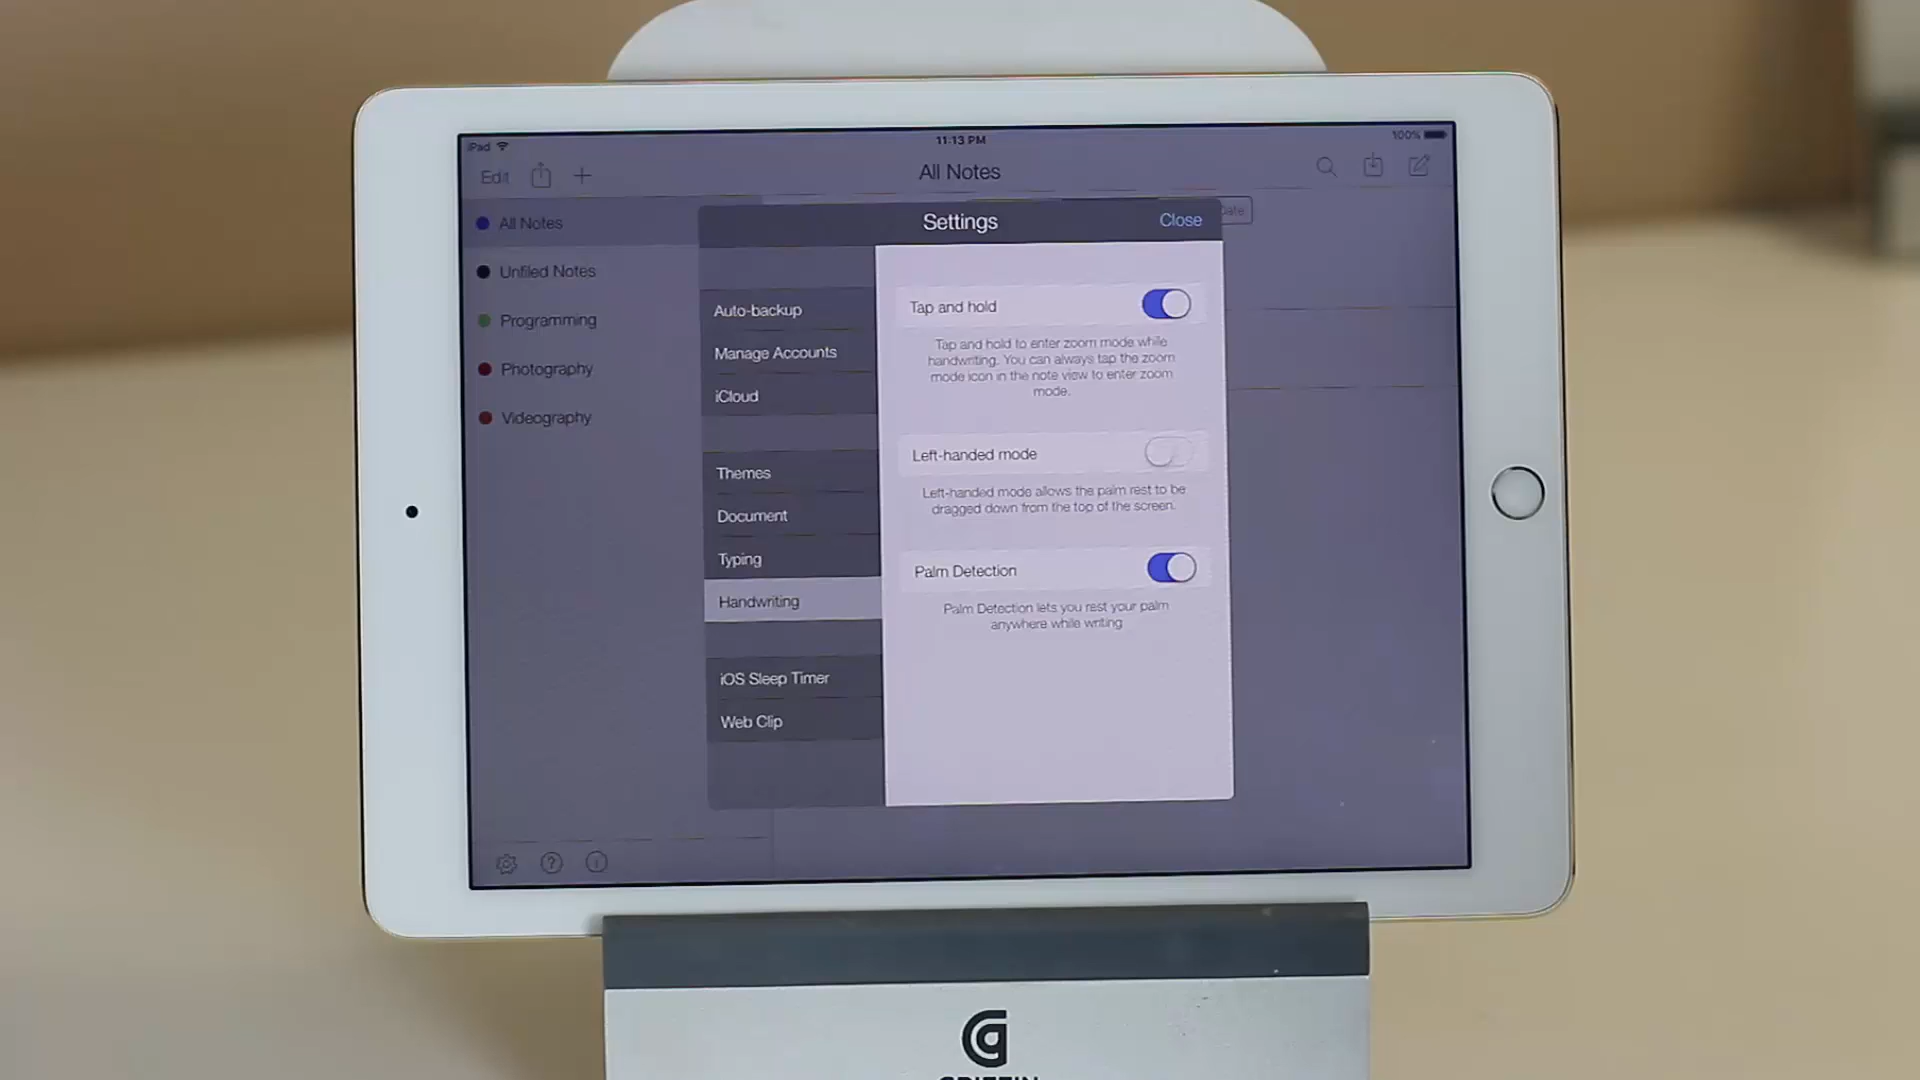 iPad
11:13 PM
100%
Edit
All Notes
All Notes
Unfiled Notes
Programming
Photography
Videography
Date
Settings
Close
Auto-backup
Manage Accounts
iCloud
Themes
Document
Typing
Handwriting
iOS Sleep Timer
Web Clip
Tap and hold
Tap and hold to enter zoom mode while
handwriting. You can always tap the zoom
mode icon in the note view to enter zoom
mode.
Left-handed mode
Left-handed mode allows the palm rest to be
dragged down from the top of the screen.
Palm Detection
Palm Detection lets you rest your palm
anywhere while writing
GRIFFIN